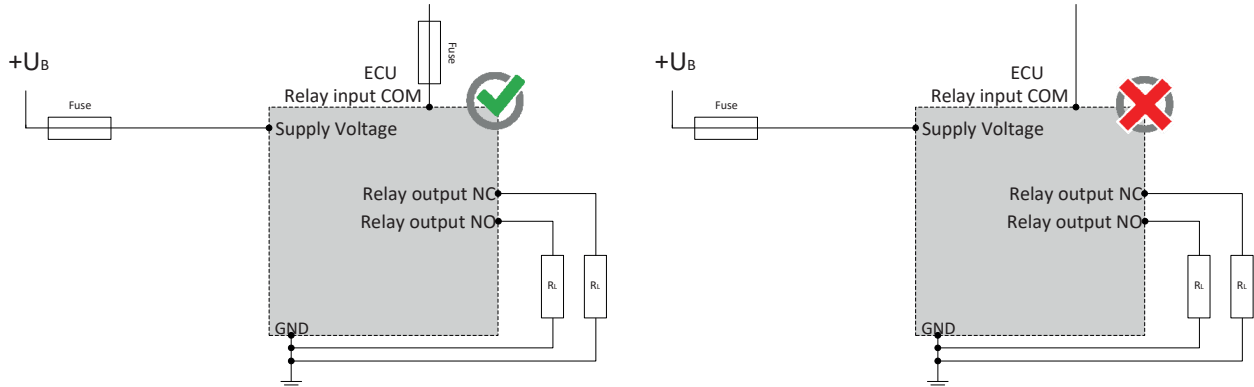 Fuse
+UB
ECU
Relay input COM
Fuse
Supply Voltage
Relay output NC
Relay output NO
RL
RL
GND
+UB
ECU
Relay input COM
Fuse
Supply Voltage
Relay output NC
Relay output NO
RL
RL
GND